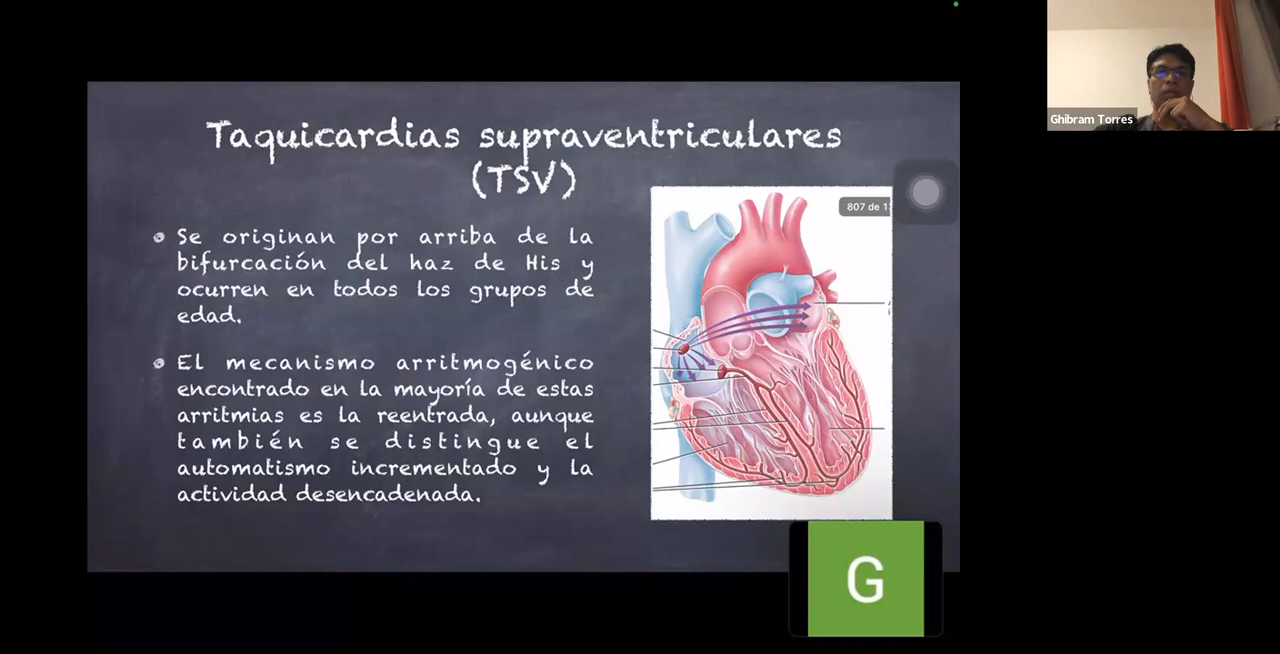 Taquicardias supraventriculares
(TSV)
Se originan por arriba de la
bifurcación del haz de His y
ocurren en todos los grupos de
edad.
El mecanismo arritmogénico
encontrado en la mayoría de estas
arritmias es la reentrada, aunque
también se distingue el
automatismo incrementado y la
actividad desencadenada.
807 de
Ghibram Torres
G